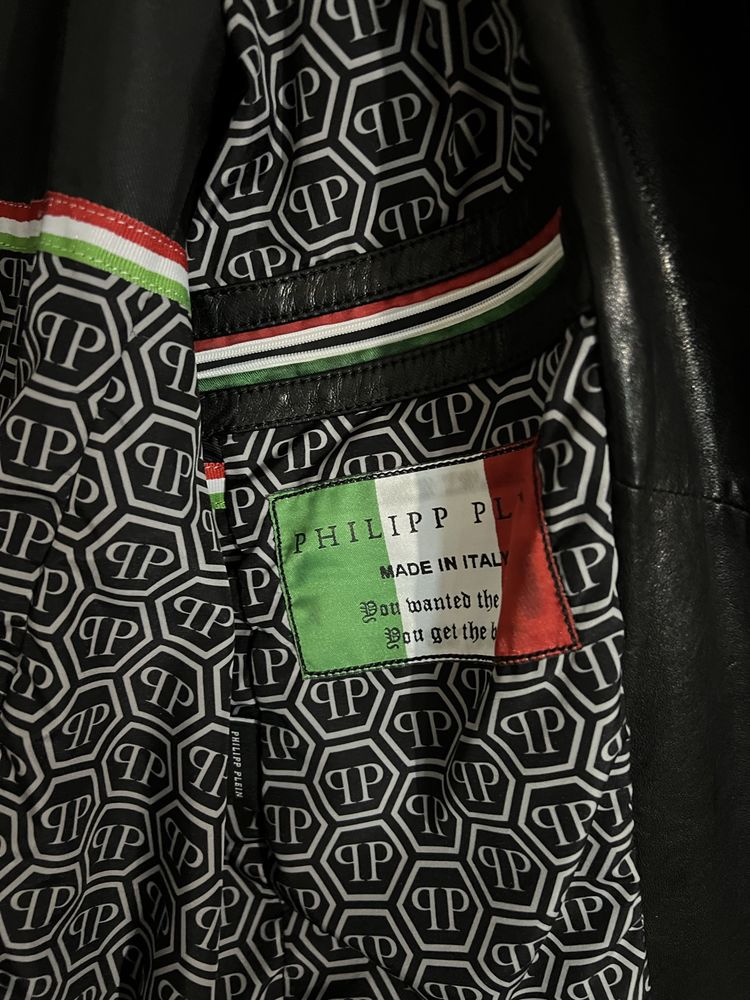 PHILIPP PL
MADE IN ITALY
You wanted the
You get the
PHILIPP PLEIN